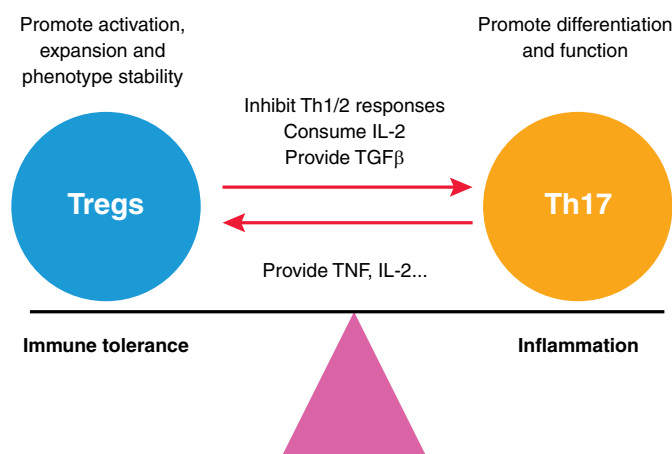 Promote activation,
expansion and
phenotype stability
Promote differentiation
and function
Inhibit Th1/2 responses
Consume IL-2
Provide TGFβ
Tregs
Th17
Provide TNF, IL-2...
Immune tolerance
Inflammation